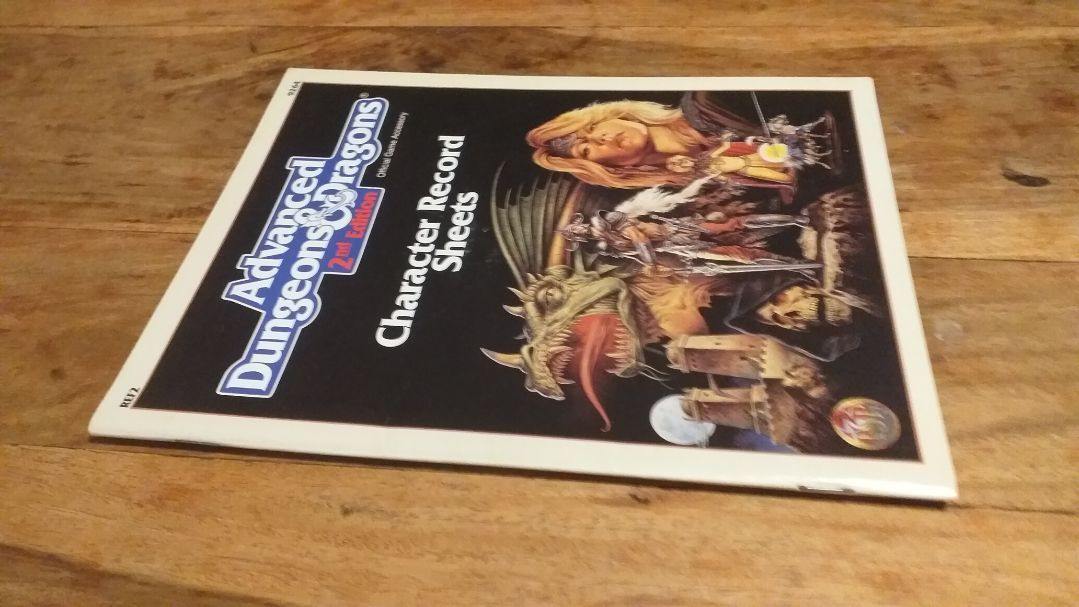 REF2
9264
Advanced
Dungeons & Dragons®
2nd Edition
Official Game Accessory
Character Record
Sheets